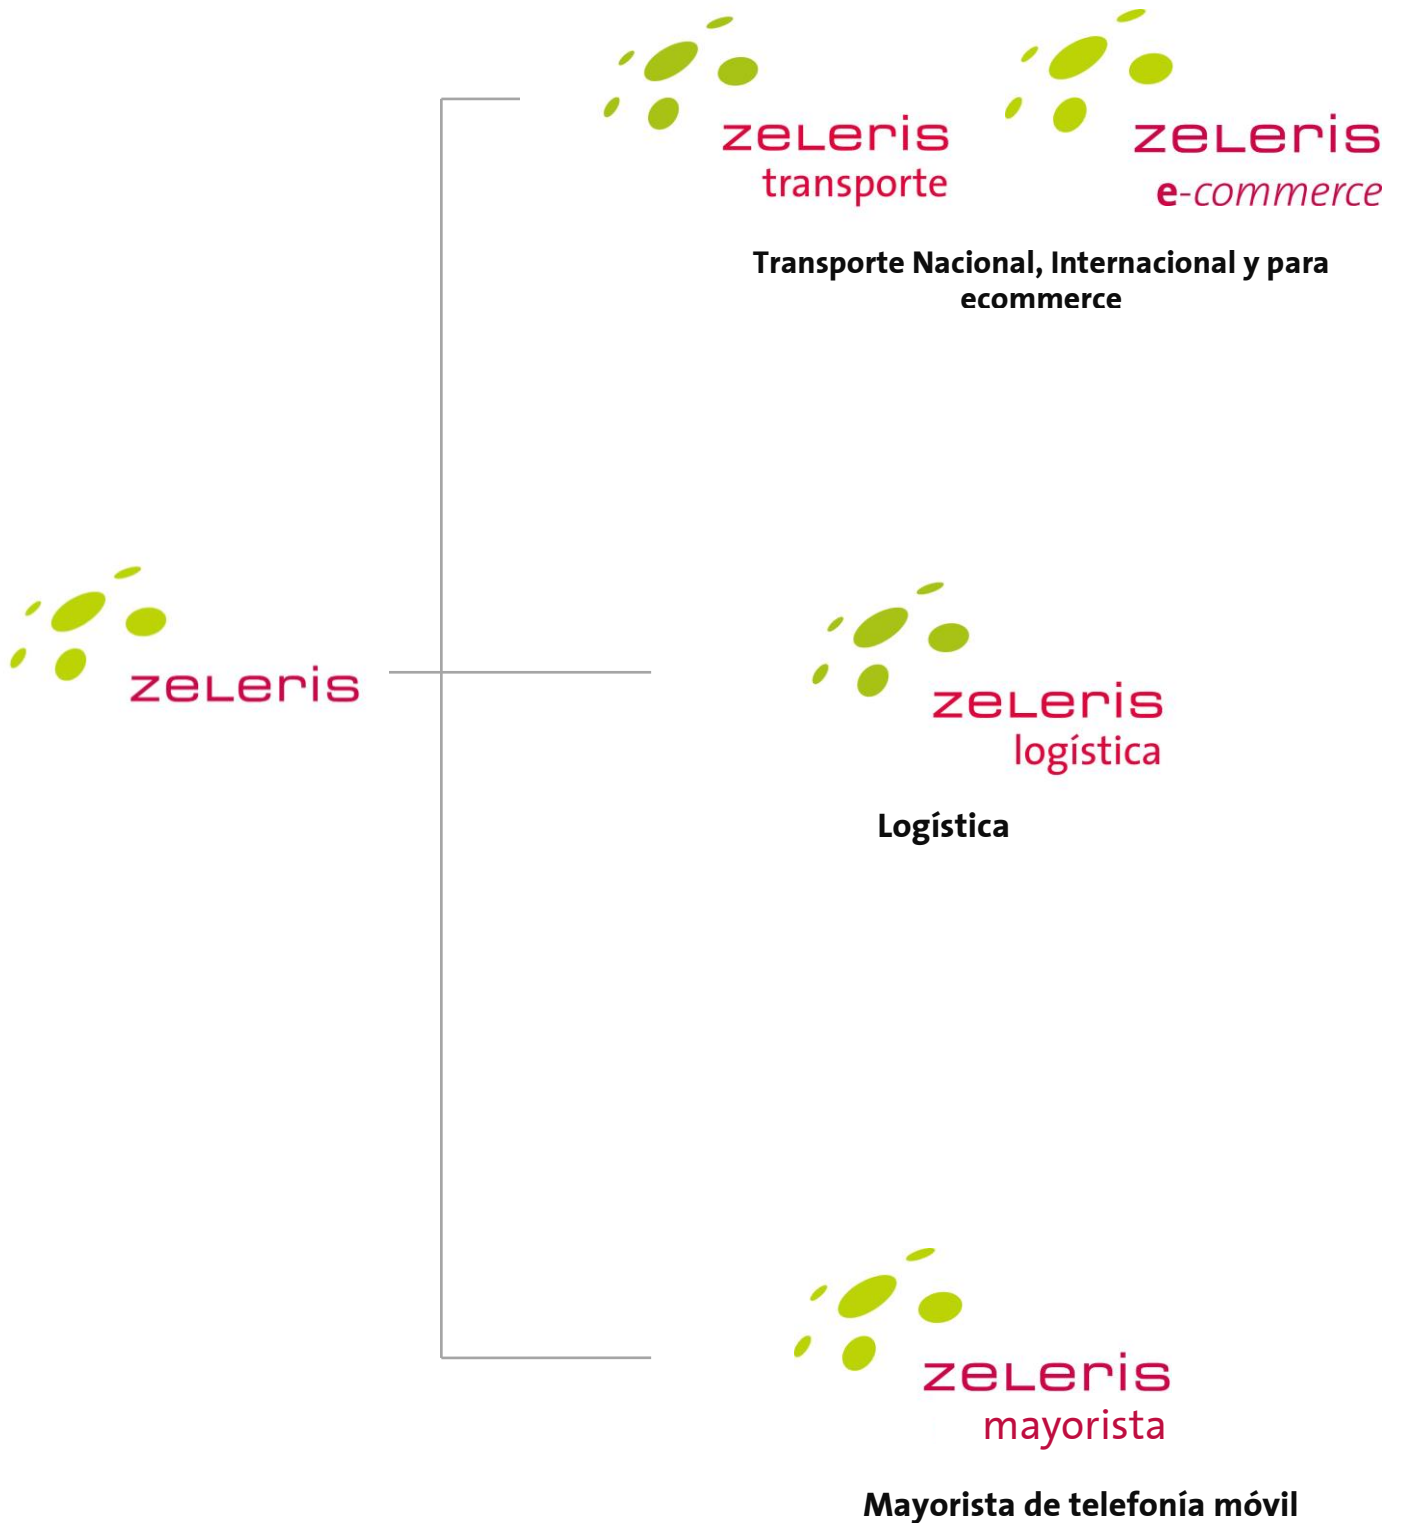 zeleris
transporte
zeleris
e-commerce
Transporte Nacional, Internacional y para
ecommerce
zeleris
zeleris
logística
Logística
zeleris
mayorista
Mayorista de telefonía móvil